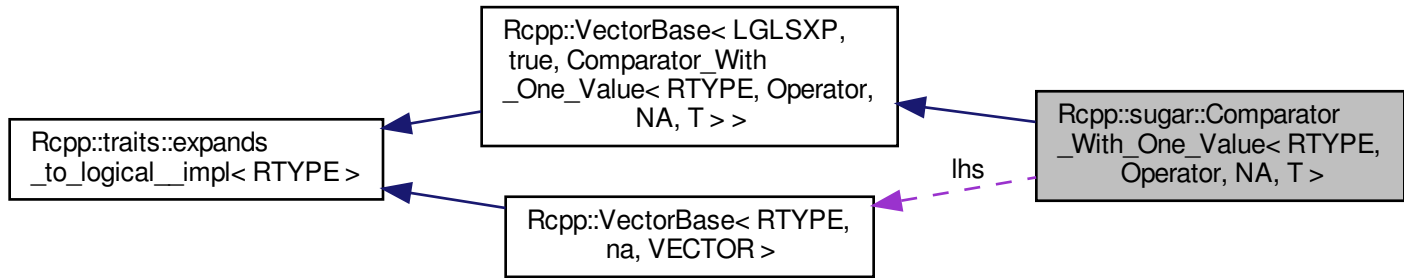 Rcpp::VectorBase< LGLSXP,
true, Comparator_With
_One_Value< RTYPE, Operator,
NA, T > >
Rcpp::traits::expands
_to_logical__impl< RTYPE >
Rcpp::sugar::Comparator
_With_One_Value< RTYPE,
Operator, NA, T >
lhs
Rcpp::VectorBase< RTYPE,
na, VECTOR >